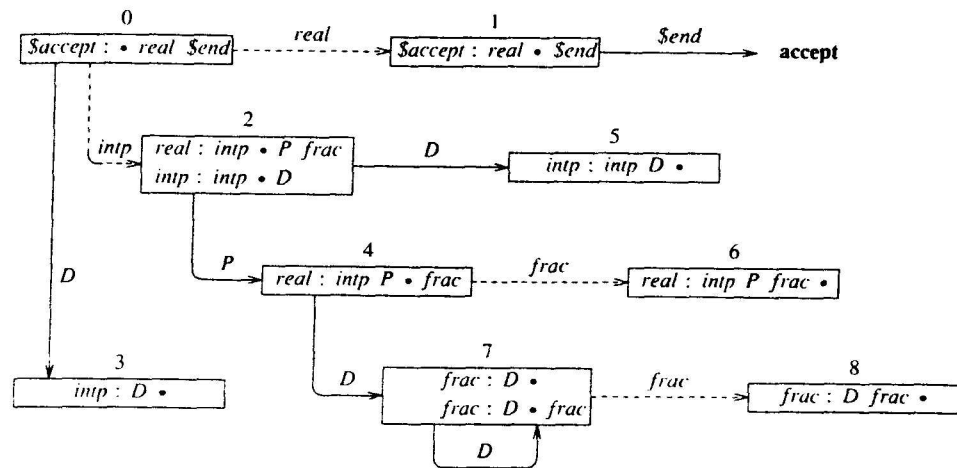 0
1
$accept : • real $end
real
$accept : real • $end
$end
accept
2
5
intp
real : intp • P frac
intp : intp • D
D
intp : intp D •
4
6
D
P
real : intp P • frac
frac
real : intp P frac •
3
7
8
intp : D •
D
frac : D •
frac : D • frac
frac
frac : D frac •
D